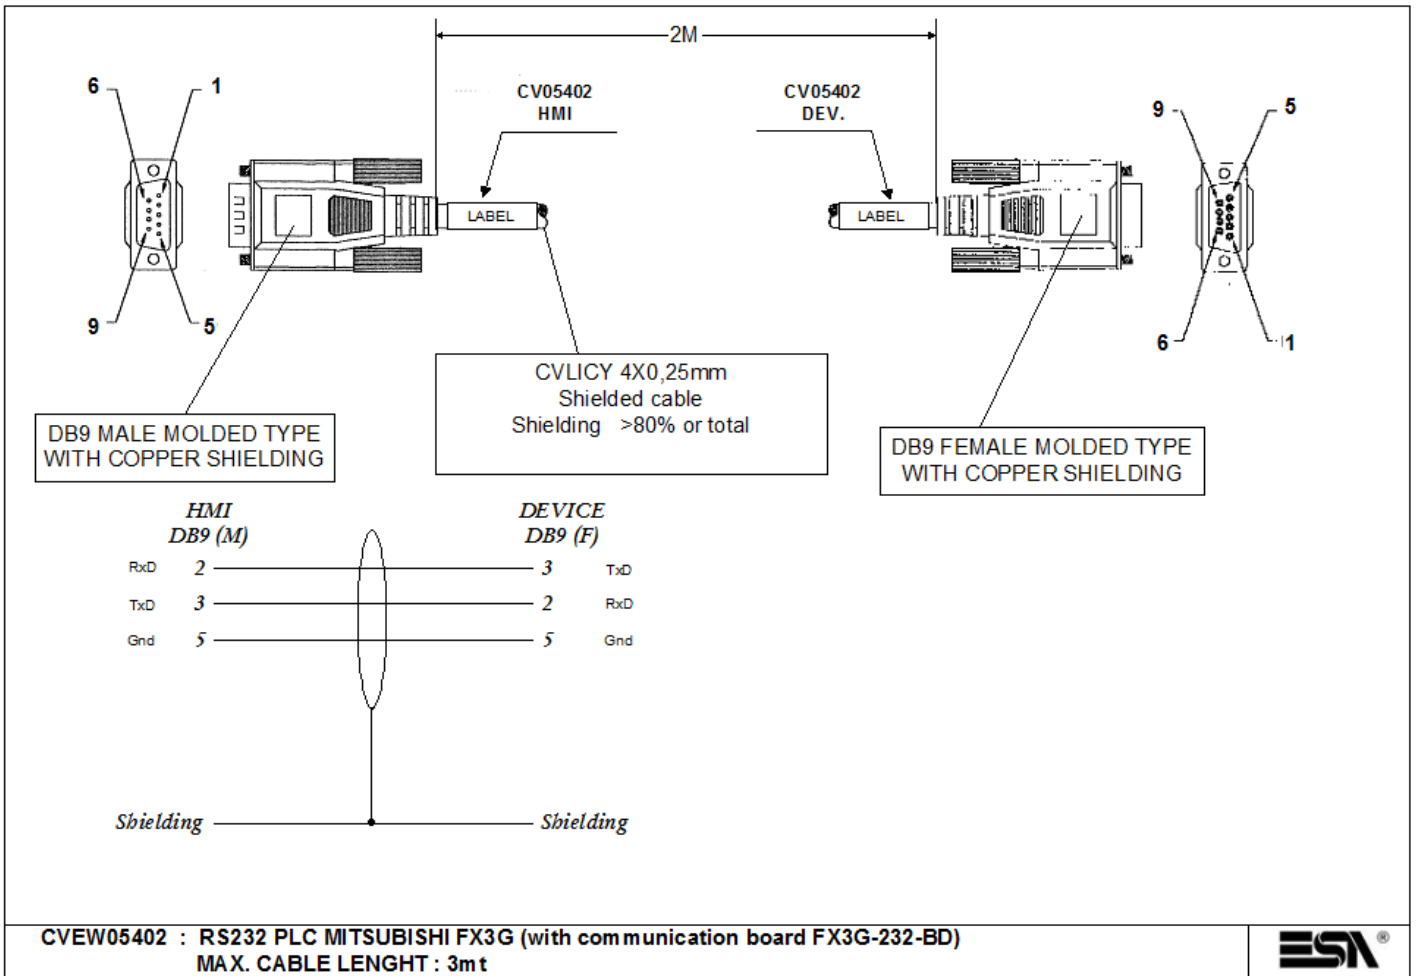 2M
6
1
CV05402
HMI
CV05402
DEV.
9
5
LABEL
LABEL
9
5
6
1
CVLICY 4X0,25mm
Shielded cable
Shielding >80% or total
DB9 MALE MOLDED TYPE
WITH COPPER SHIELDING
DB9 FEMALE MOLDED TYPE
WITH COPPER SHIELDING
HMI
DB9 (M)
DEVICE
DB9 (F)
RxD 2 3 TxD
TxD 3 2 RxD
Gnd 5 5 Gnd
Shielding Shielding
CVEW05402 : RS232 PLC MITSUBISHI FX3G (with communication board FX3G-232-BD)
MAX. CABLE LENGHT : 3mt
ESA ®